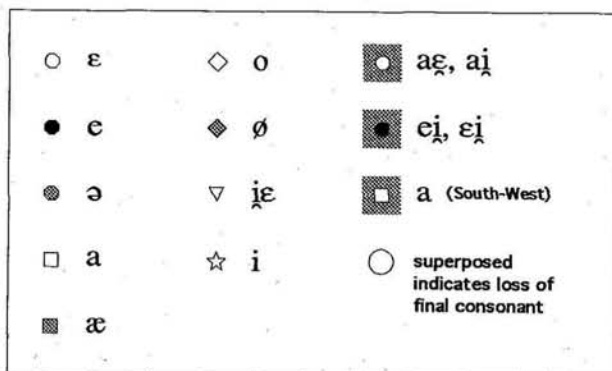 ɛ
e
ə
a
æ
o
ø
i̯ɛ
i
aɛ̯, ai̯
ei̯, ɛi̯
a (South-West)
superposed
indicates loss of
final consonant